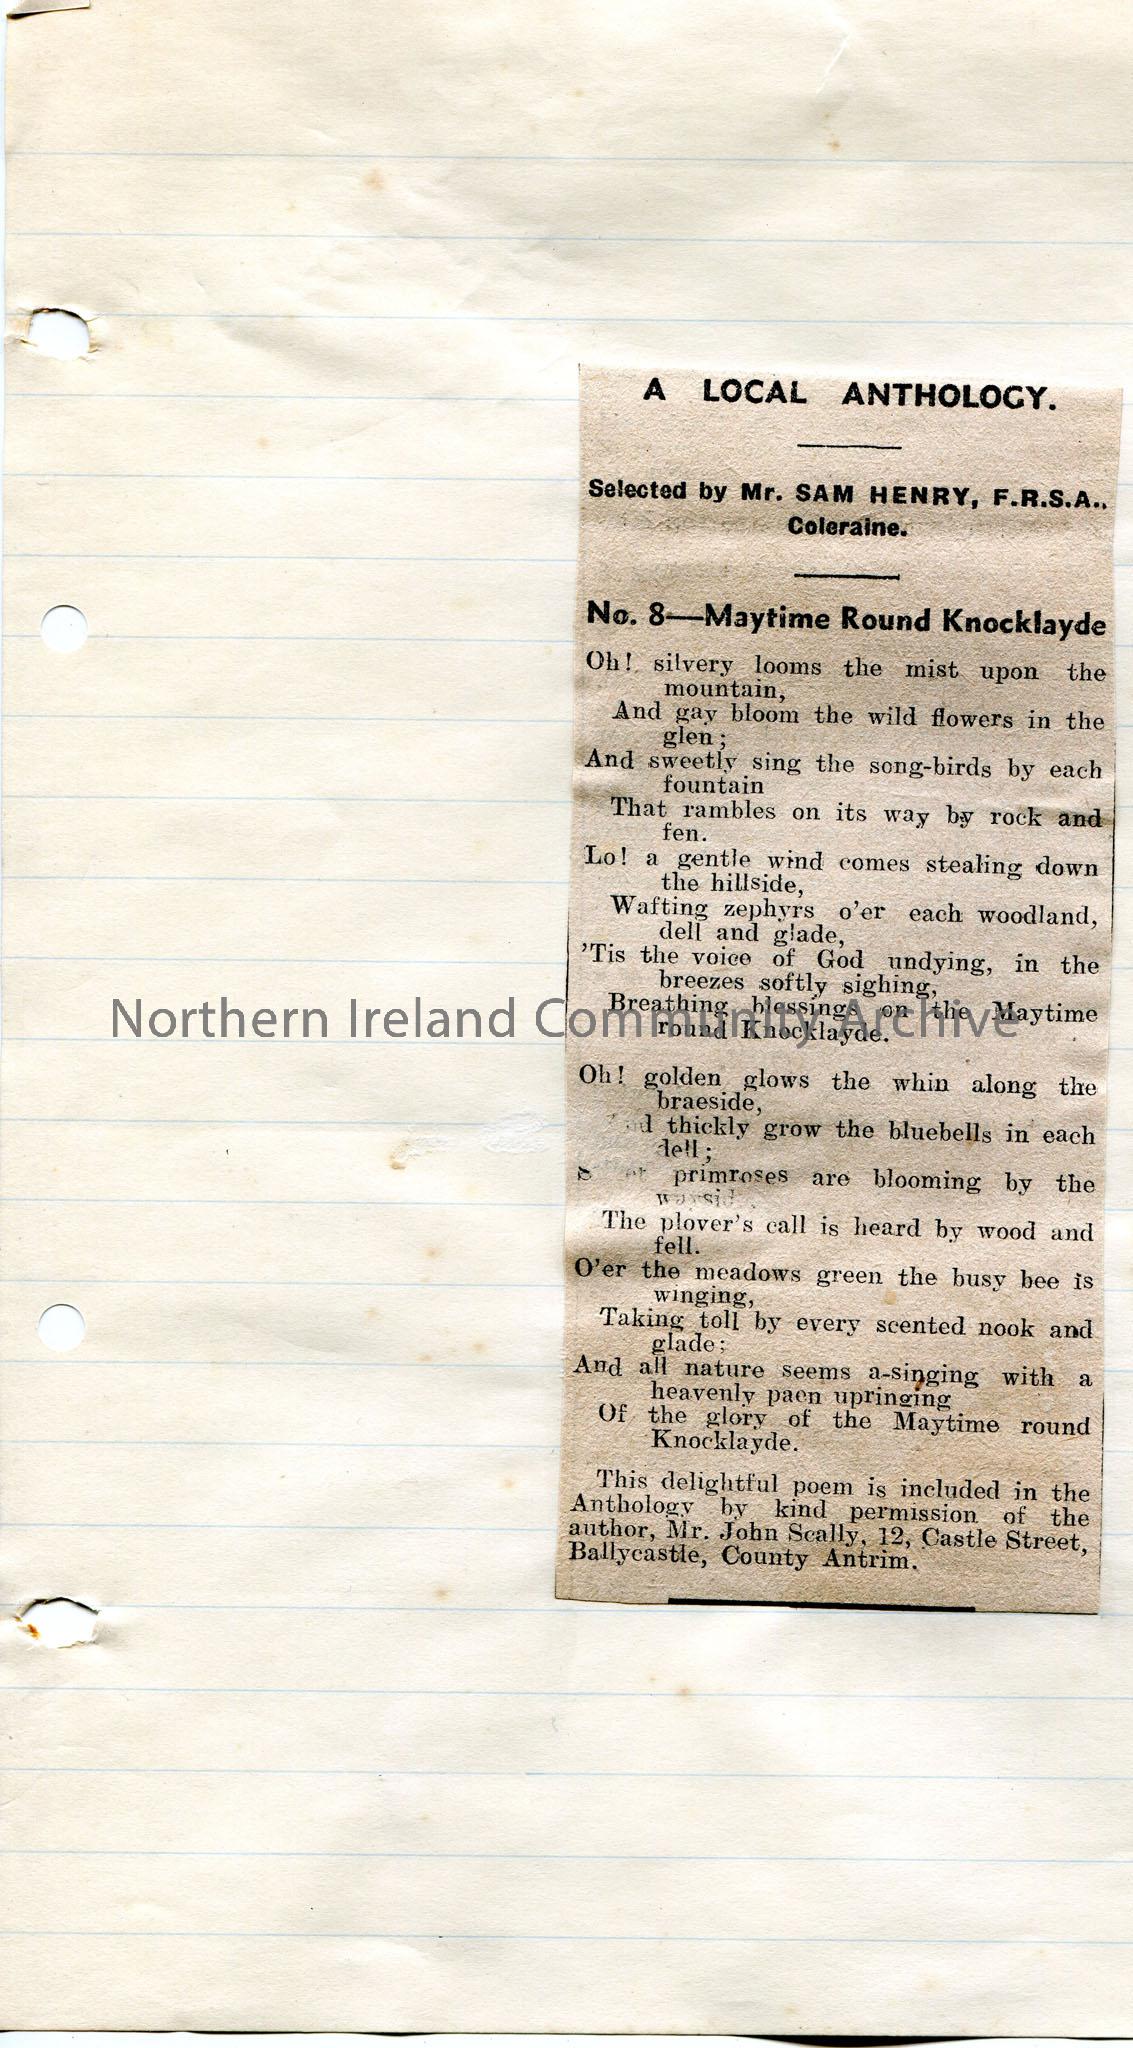 A LOCAL ANTHOLOGY.
Selected by Mr. SAM HENRY, F.R.S.A.,
Coleraine.
No. 8—Maytime Round Knocklayde
Oh! silvery looms the mist upon the
mountain,
And gay bloom the wild flowers in the
glen;
And sweetly sing the song-birds by each
fountain
That rambles on its way by rock and
fen.
Lo! a gentle wind comes stealing down
the hillside,
Wafting zephyrs o'er each woodland,
dell and glade,
'Tis the voice of God undying, in the
breezes softly sighing,
Breathing blessings on the Maytime
round Knocklayde.
Northern Ireland Community Archive
Oh! golden glows the whin along the
braeside,
thickly grow the bluebells in each
dell;
primroses are blooming by the
The plover's call is heard by wood and
fell.
O'er the meadows green the busy bee is
winging,
Taking toll by every scented nook and
glade;
And all nature seems a-singing with a
heavenly paen upringing
Of the glory of the Maytime round
Knocklayde.
This delightful poem is included in the
Anthology by kind permission of the
author, Mr. John Scally, 12, Castle Street,
Ballycastle, County Antrim.